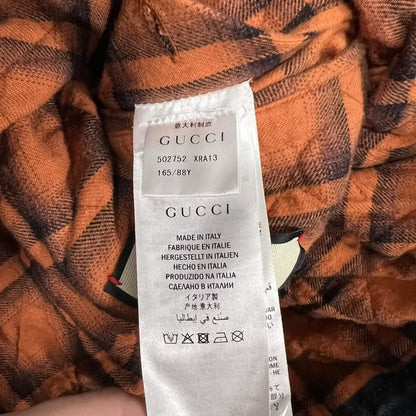 意大利制造
GUCCI
502752 XRA13
165/88Y
GUCCI
MADE IN ITALY
FABRIQUE EN ITALIE
HERGESTELLT IN ITALIEN
HECHO EN ITALIA
PRODUZIDO NA ITALIA
СДЕЛАНО В ИТАЛИИ
イタリア製
产地意大利
صنع في إيطاليا